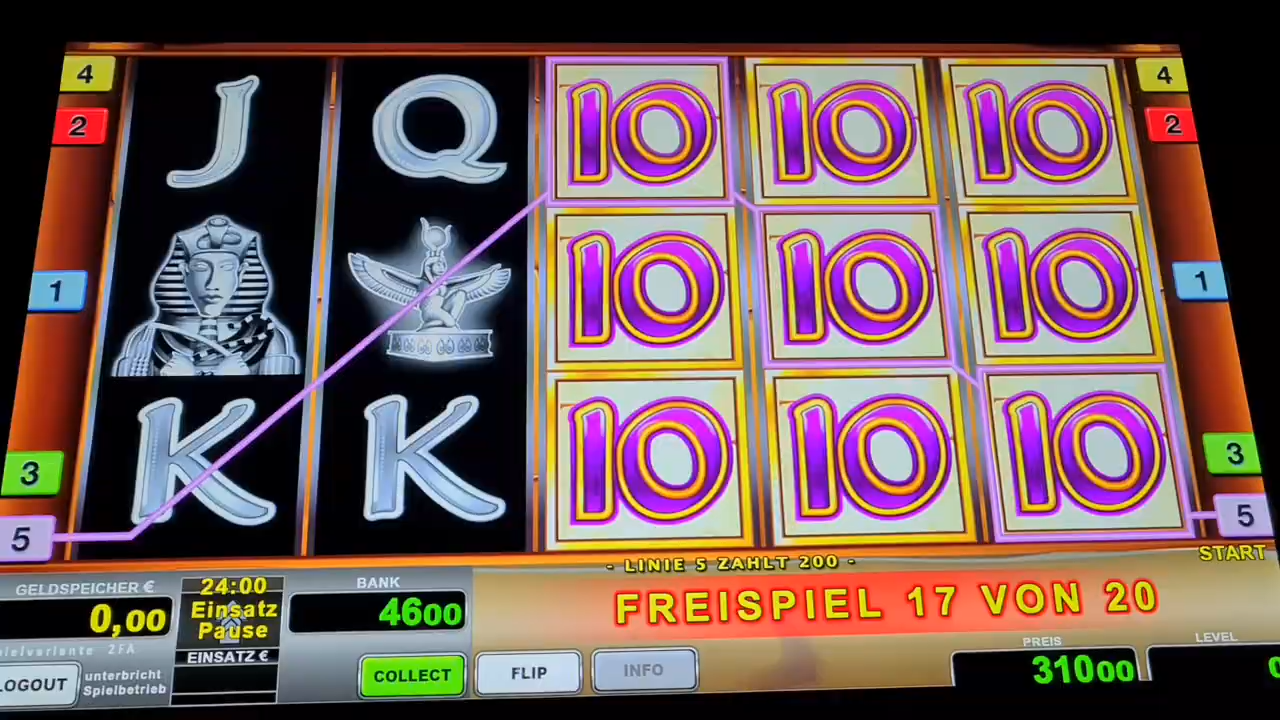 4
2
1
3
5
J
Q
10
10
10
10
10
10
K
K
10
10
10
4
2
1
3
5
- LINIE 5 ZAHLT 200 -
START
GELDSPEICHER €
0,00
24:00
Einsatz
Pause
EINSATZ €
BANK
4600
FREISPIEL 17 VON 20
2FA
LOGOUT
unterbricht
Spielbetrieb
COLLECT
FLIP
INFO
PREIS
31000
LEVEL